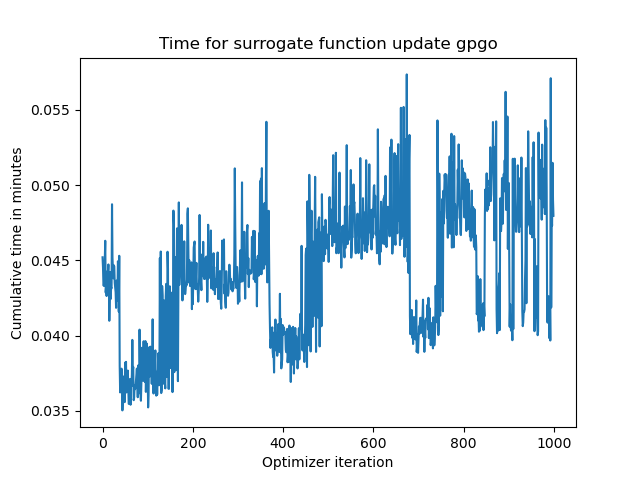 Time for surrogate function update gpgo
Cumulative time in minutes
0.055
0.050
0.045
0.040
0.035
0 200 400 600 800 1000
Optimizer iteration